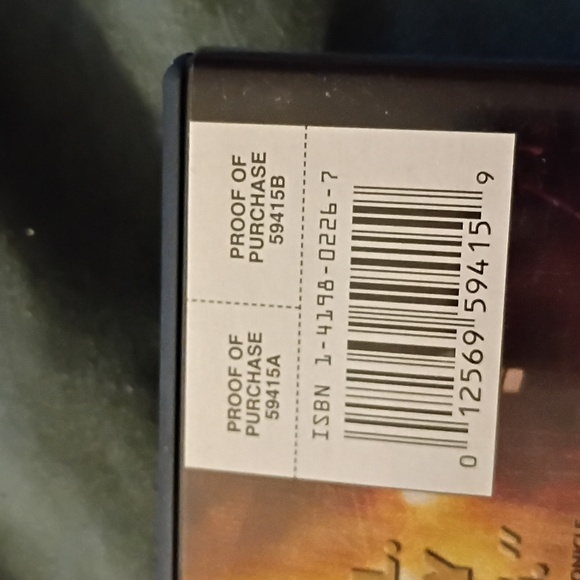 PROOF OF
PURCHASE
59415A
PROOF OF
PURCHASE
59415B
ISBN 1-4198-0226-7
0 12569 59415 9
L.
Y
."